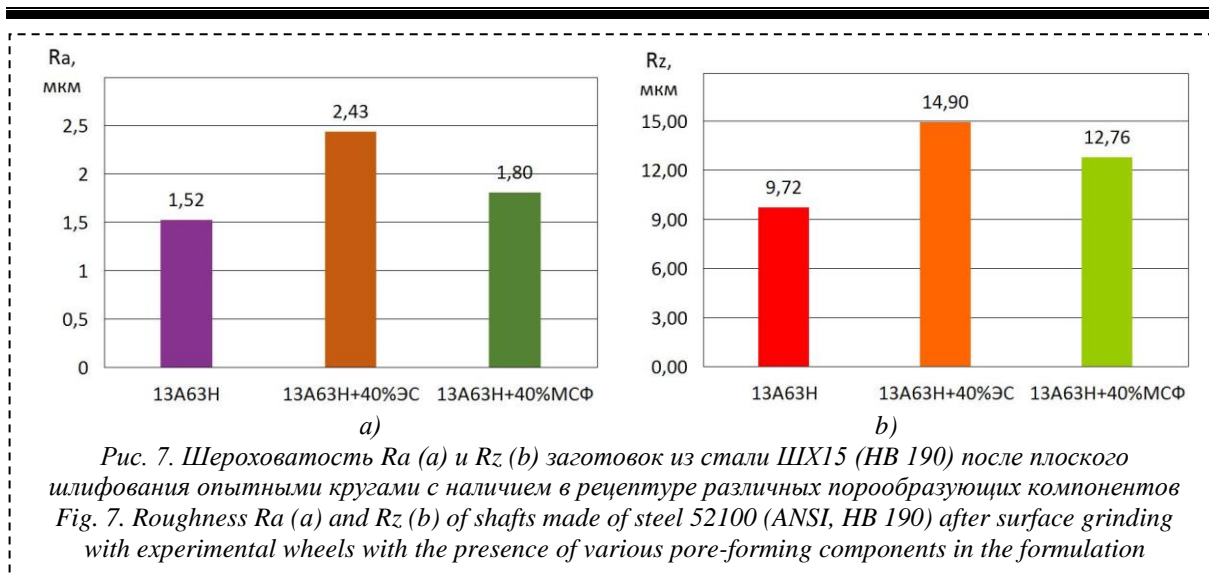 Ra,
мкм
2,5
2
1,5
1
0,5
0
1,52
2,43
1,80
13А63Н
13А63Н+40%ЭС
13А63Н+40%МСФ
a)
Rz,
мкм
15,00
12,00
9,00
6,00
3,00
0,00
9,72
14,90
12,76
13А63Н
13А63Н+40%ЭС
13А63Н+40%МСФ
b)
Рис. 7. Шероховатость Ra (a) и Rz (b) заготовок из стали ШХ15 (HB 190) после плоского
шлифования опытными кругами с наличием в рецептуре различных порообразующих компонентов
Fig. 7. Roughness Ra (a) and Rz (b) of shafts made of steel 52100 (ANSI, HB 190) after surface grinding
with experimental wheels with the presence of various pore-forming components in the formulation